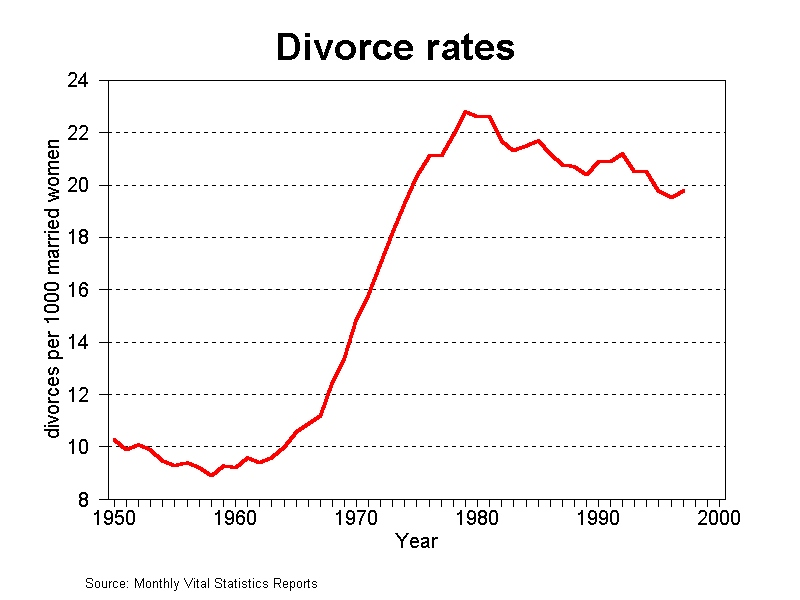 Divorce rates
24
22
20
18
16
14
12
10
8
divorces per 1000 married women
1950 1960 1970 1980 1990 2000
Year
Source: Monthly Vital Statistics Reports